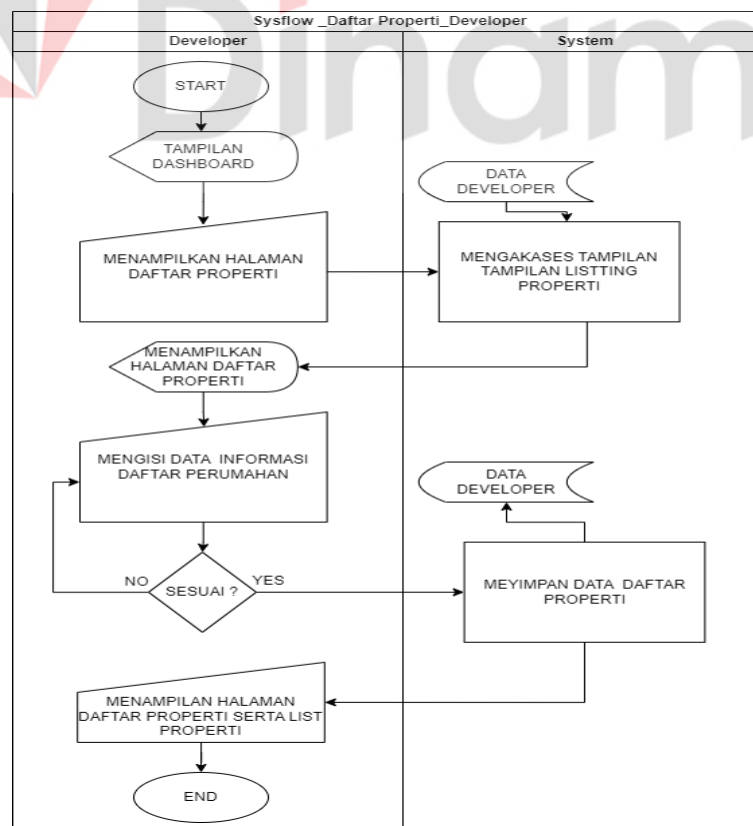 Dinam
Sysflow _Daftar Properti_Developer
Developer
System
START
TAMPILAN
DASHBOARD
DATA
DEVELOPER
MENAMPILKAN HALAMAN
DAFTAR PROPERTI
MENGAKASES TAMPILAN
TAMPILAN LISTTING
PROPERTI
MENAMPILKAN
HALAMAN DAFTAR
PROPERTI
MENGISI DATA INFORMASI
DAFTAR PERUMAHAN
DATA
DEVELOPER
NO
SESUAI ?
YES
MEYIMPAN DATA DAFTAR
PROPERTI
MENAMPILAN HALAMAN
DAFTAR PROPERTI SERTA LIST
PROPERTI
END